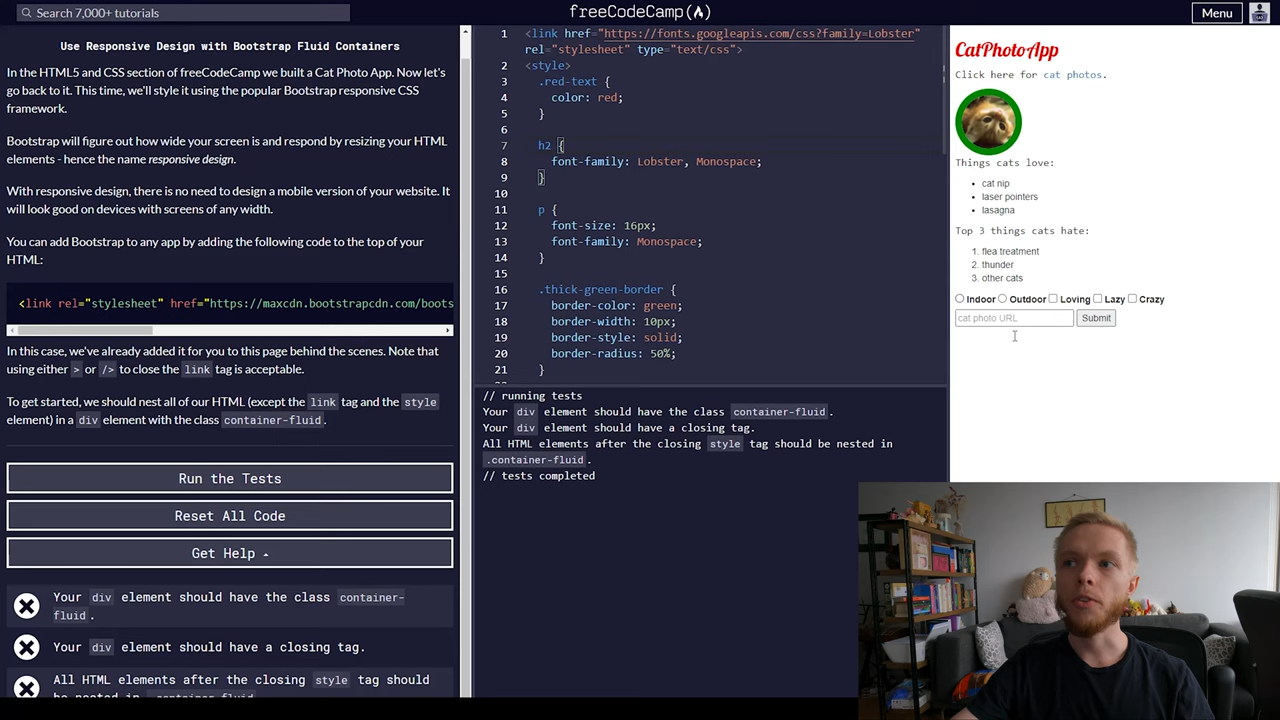 Search 7,000+ tutorials
freeCodeCamp
Menu
Use Responsive Design with Bootstrap Fluid Containers
In the HTML5 and CSS section of freeCodeCamp we built a Cat Photo App. Now let's
go back to it. This time, we'll style it using the popular Bootstrap responsive CSS
framework.
Bootstrap will figure out how wide your screen is and respond by resizing your HTML
elements - hence the name responsive design.
With responsive design, there is no need to design a mobile version of your website. It
will look good on devices with screens of any width.
You can add Bootstrap to any app by adding the following code to the top of your
HTML:
<link rel="stylesheet" href="https://maxcdn.bootstrapcdn.com/boots
In this case, we've already added it for you to this page behind the scenes. Note that
using either > or /> to close the link tag is acceptable.
To get started, we should nest all of our HTML (except the link tag and the style
element) in a div element with the class container-fluid.
Run the Tests
Reset All Code
Get Help
Your div element should have the class container-
fluid.
Your div element should have a closing tag.
All HTML elements after the closing style tag should
be nested in .container-fluid.
1 <link href="https://fonts.googleapis.com/css?family=Lobster"
rel="stylesheet" type="text/css">
2 <style>
3 .red-text {
4 color: red;
5 }
6
7 h2 {
8 font-family: Lobster, Monospace;
9 }
10
11 p {
12 font-size: 16px;
13 font-family: Monospace;
14 }
15
16 .thick-green-border {
17 border-color: green;
18 border-width: 10px;
19 border-style: solid;
20 border-radius: 50%;
21 }
// running tests
Your div element should have the class container-fluid.
Your div element should have a closing tag.
All HTML elements after the closing style tag should be nested in
.container-fluid.
// tests completed
CatPhotoApp
Click here for cat photos.
Things cats love:
• cat nip
• laser pointers
• lasagna
Top 3 things cats hate:
1. flea treatment
2. thunder
3. other cats
Indoor Outdoor Loving Lazy Crazy
cat photo URL Submit